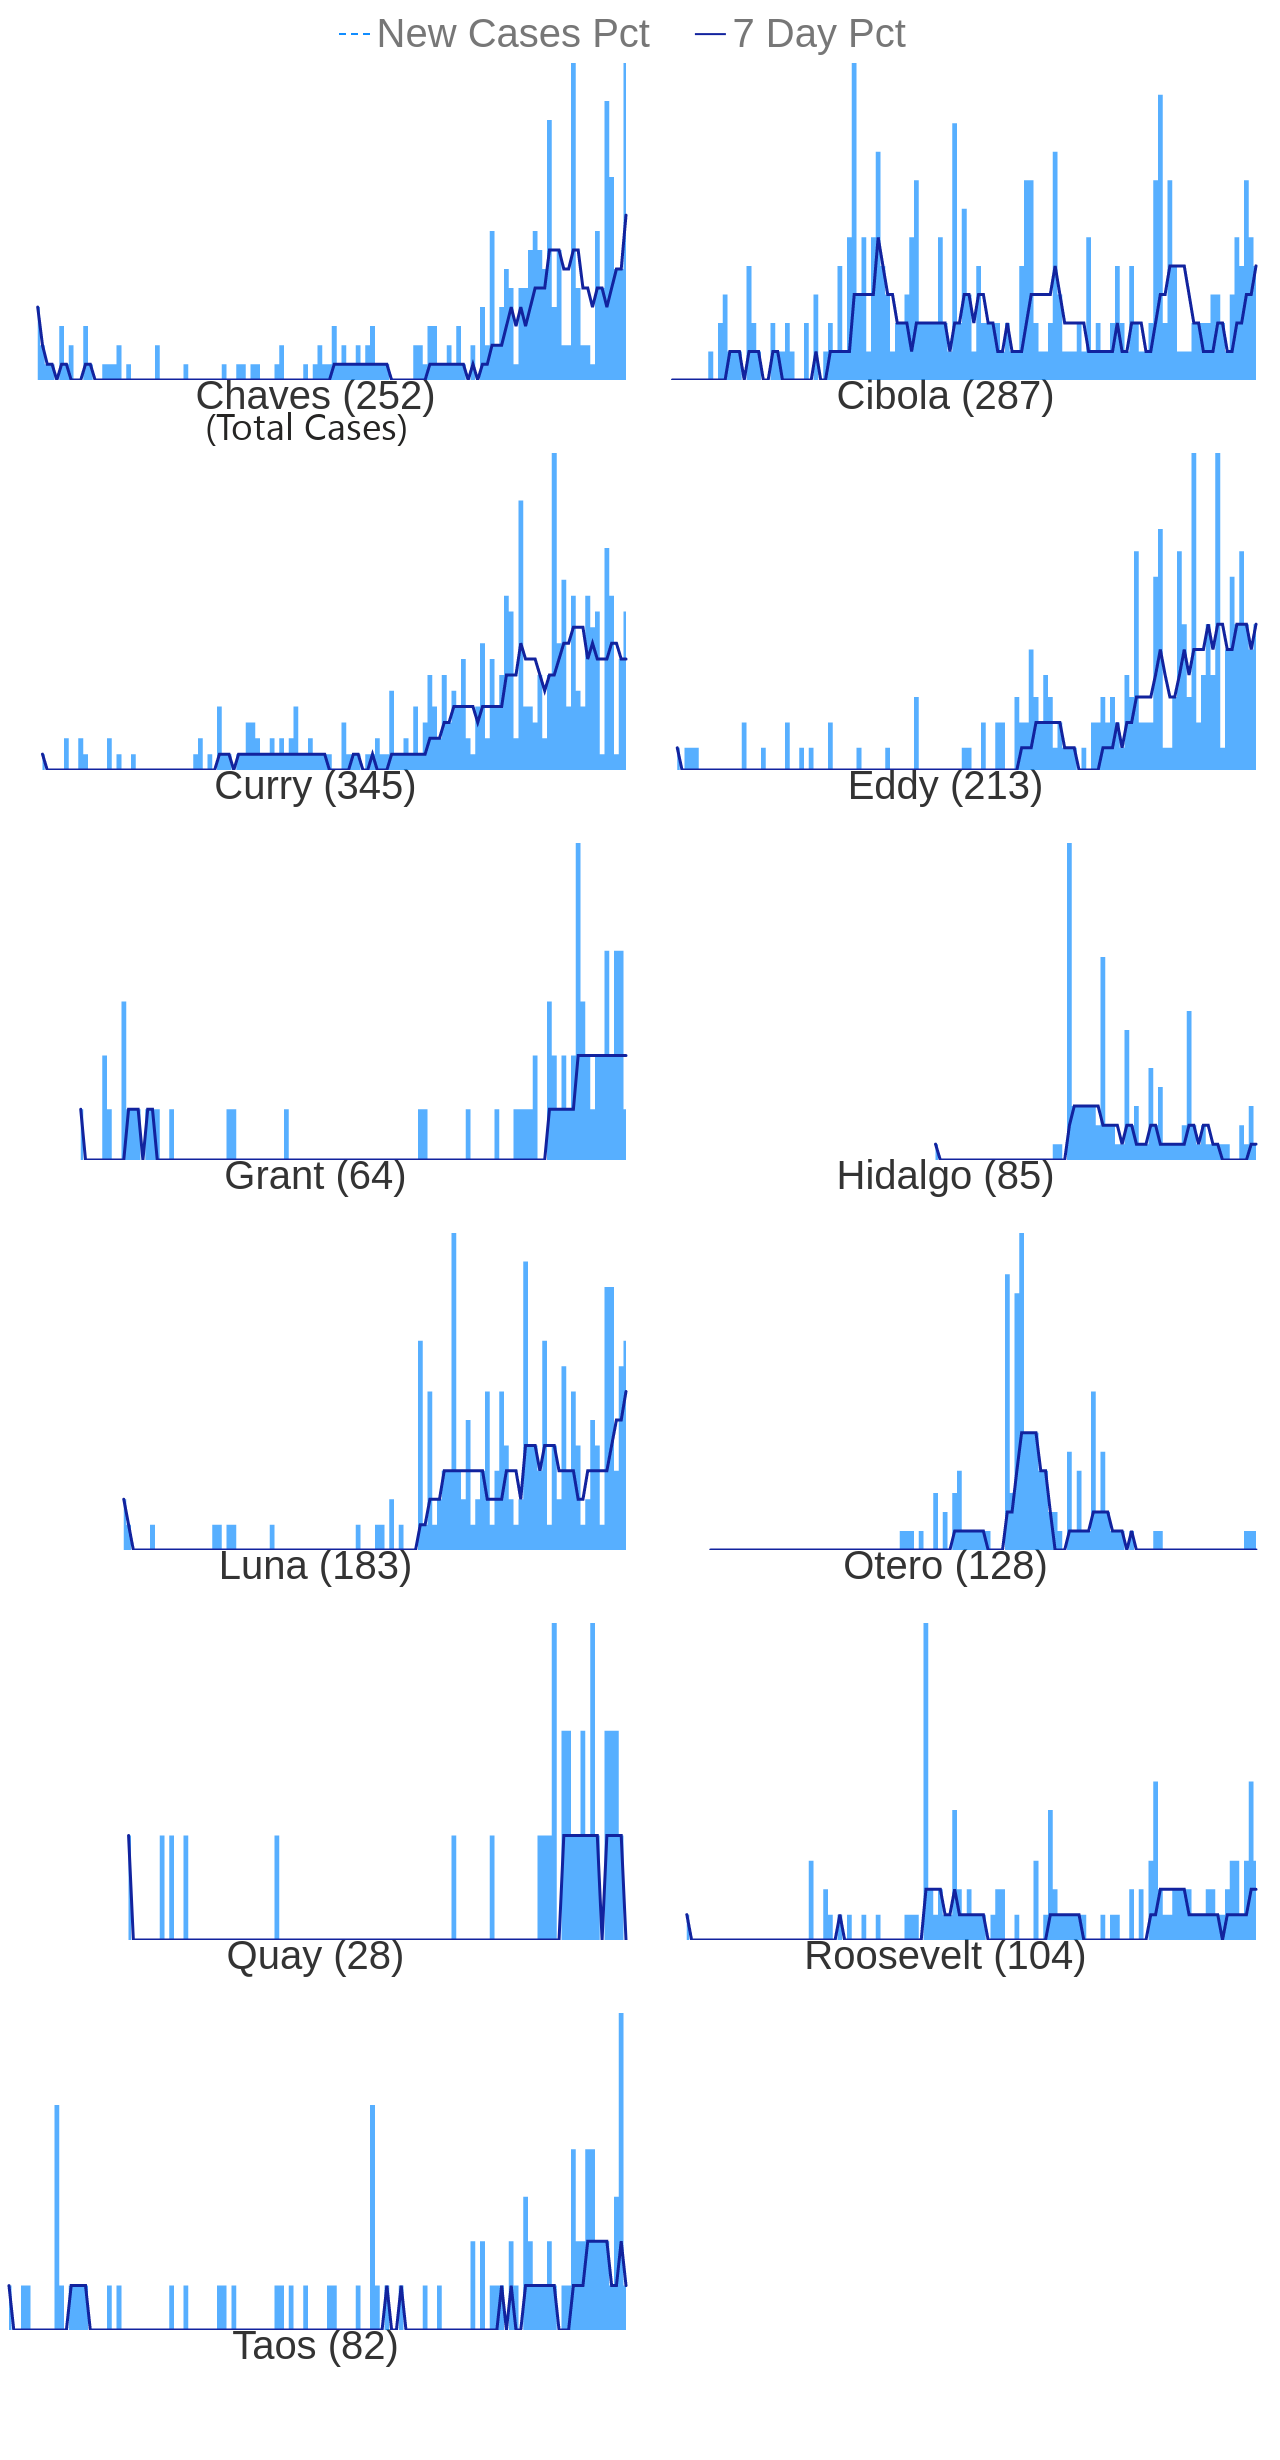 New Cases Pct 7 Day Pct
Chaves (252) Cibola (287)
(Total Cases)
Curry (345) Eddy (213)
Grant (64) Hidalgo (85)
Luna (183) Otero (128)
Quay (28) Roosevelt (104)
Taos (82)